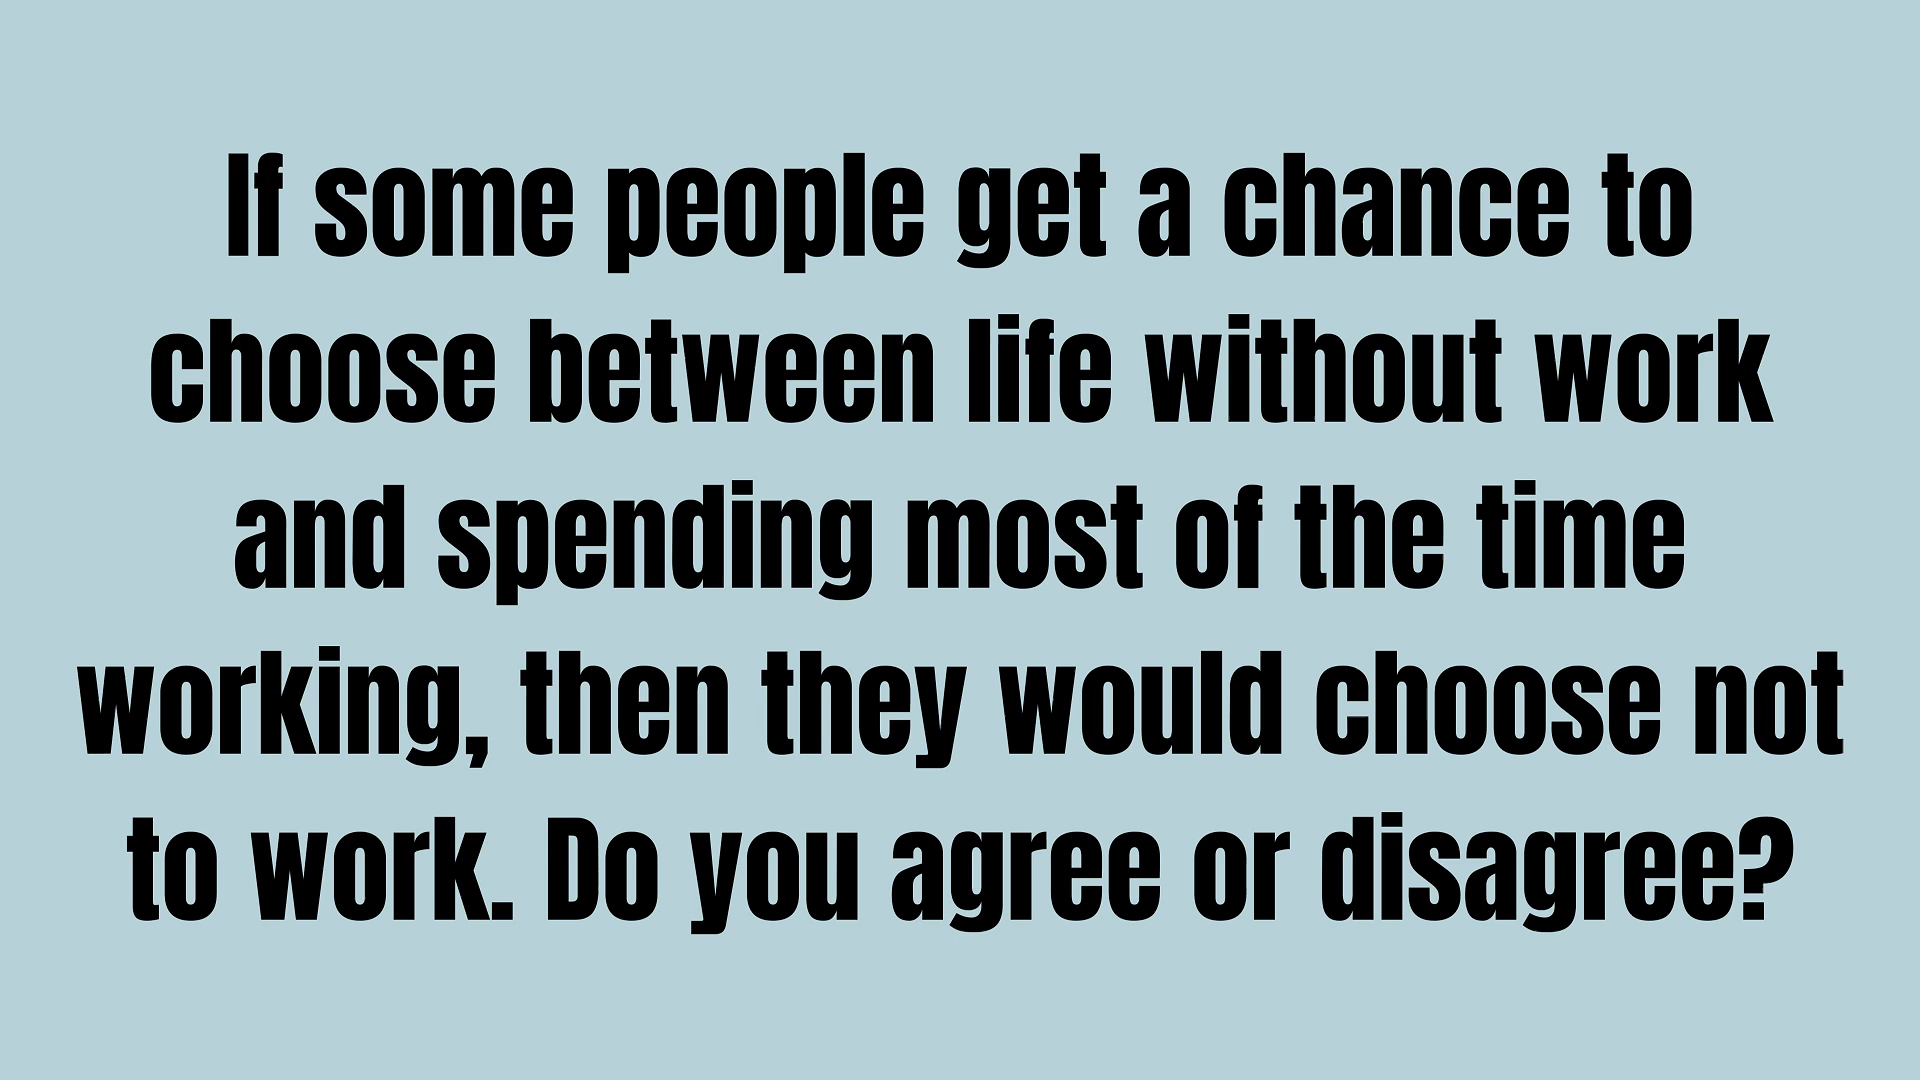 If some people get a chance to
choose between life without work
and spending most of the time
working, then they would choose not
to work. Do you agree or disagree?